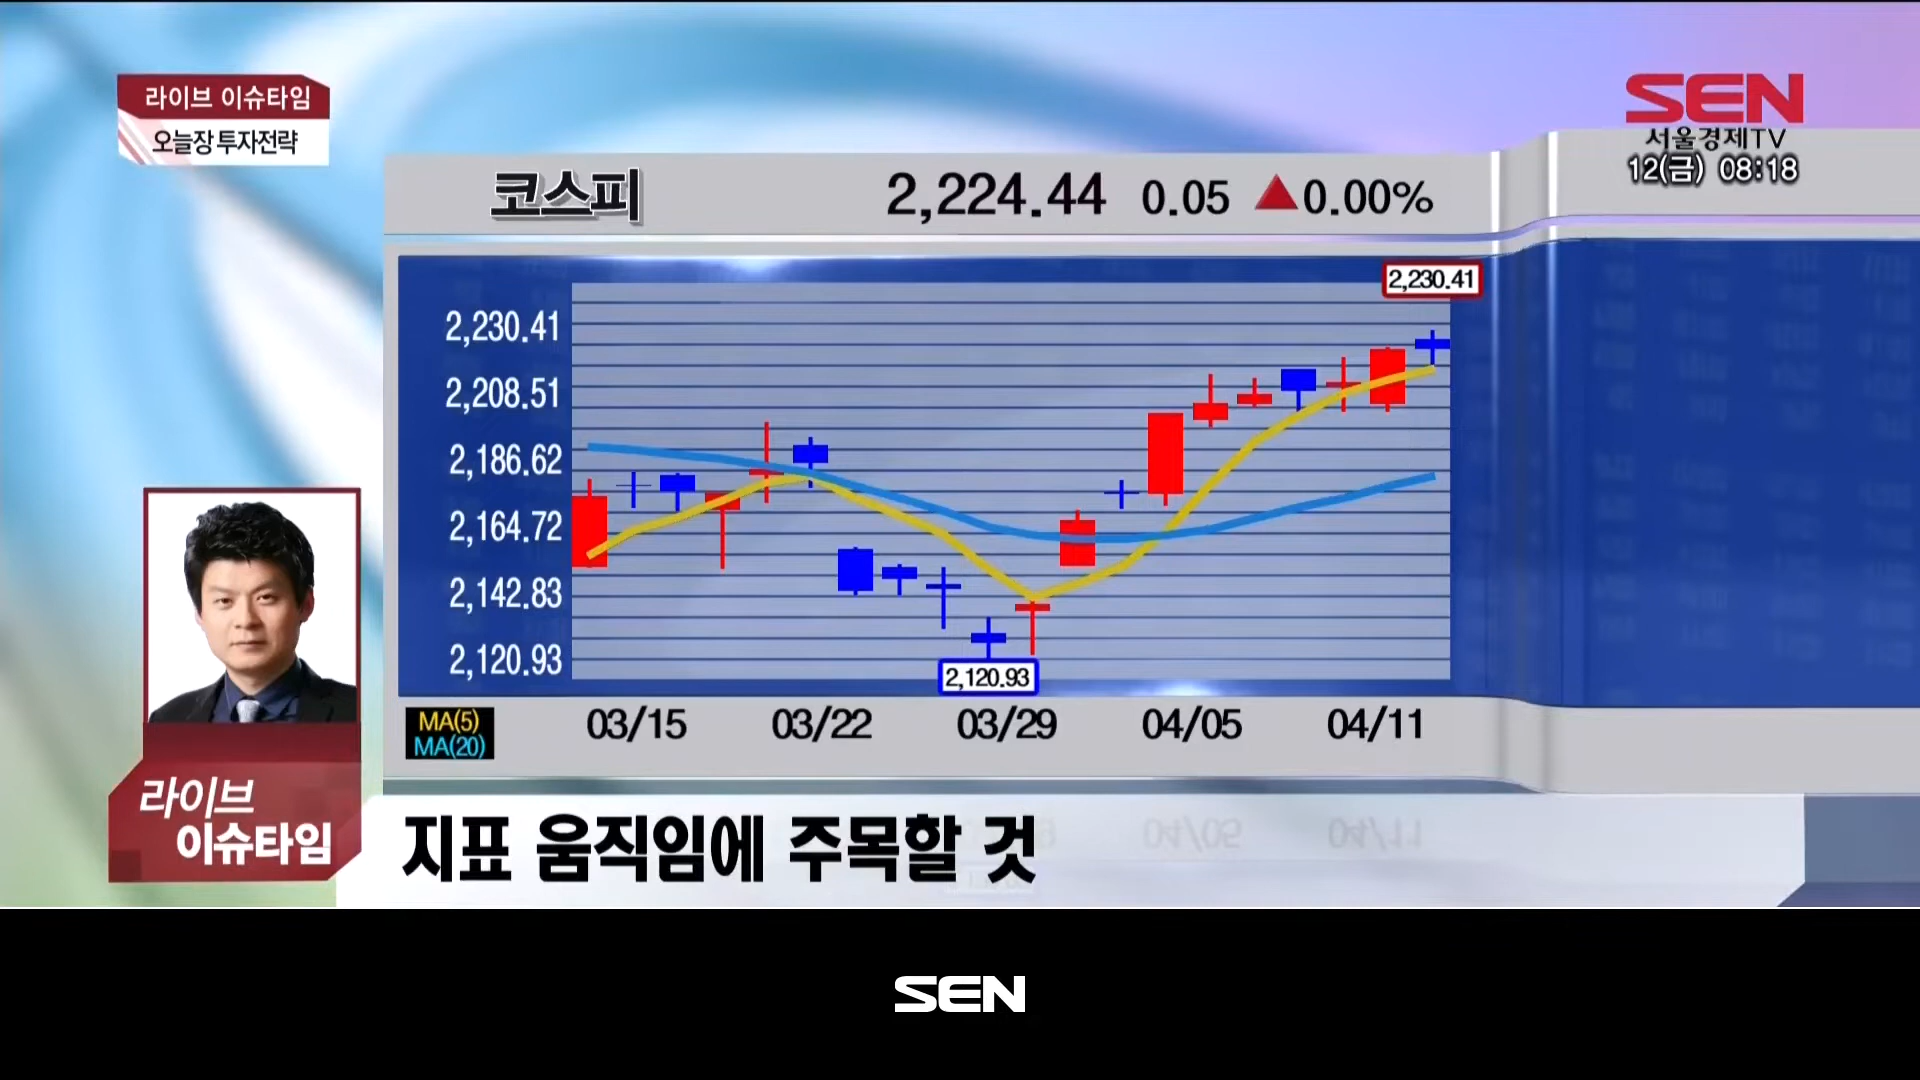 라이브 이슈타임
오늘장 투자전략
SEN
서울경제TV
12(금) 08:18
코스피 2,224.44 0.05 ▲0.00%
2,230.41
2,230.41
2,208.51
2,186.62
2,164.72
2,142.83
2,120.93
2,120.93
MA(5)
MA(20)
03/15 03/22 03/29 04/05 04/11
라이브
이슈타임
지표 움직임에 주목할 것
SEN